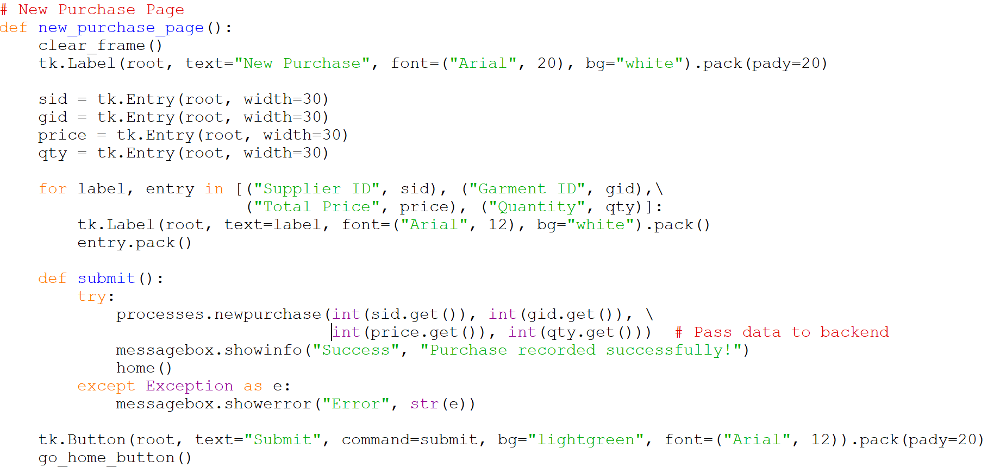 # New Purchase Page
def new_purchase_page():
    clear_frame()
    tk.Label(root, text="New Purchase", font=("Arial", 20), bg="white").pack(pady=20)

    sid = tk.Entry(root, width=30)
    gid = tk.Entry(root, width=30)
    price = tk.Entry(root, width=30)
    qty = tk.Entry(root, width=30)

    for label, entry in [("Supplier ID", sid), ("Garment ID", gid),\
                         ("Total Price", price), ("Quantity", qty)]:
        tk.Label(root, text=label, font=("Arial", 12), bg="white").pack()
        entry.pack()

    def submit():
        try:
            processes.newpurchase(int(sid.get()), int(gid.get()), \
                                  int(price.get()), int(qty.get()))  # Pass data to backend
            messagebox.showinfo("Success", "Purchase recorded successfully!")
            home()
        except Exception as e:
            messagebox.showerror("Error", str(e))

    tk.Button(root, text="Submit", command=submit, bg="lightgreen", font=("Arial", 12)).pack(pady=20)
    go_home_button()